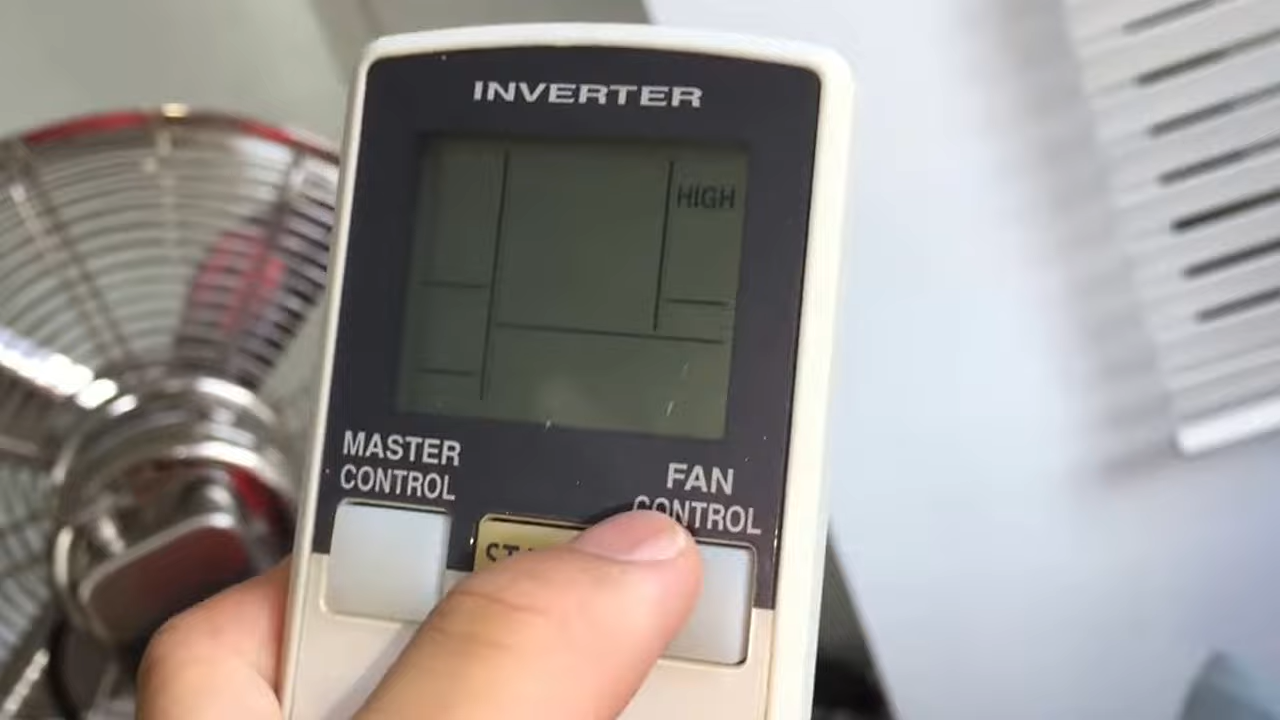 INVERTER
HIGH
MASTER
CONTROL
FAN
CONTROL